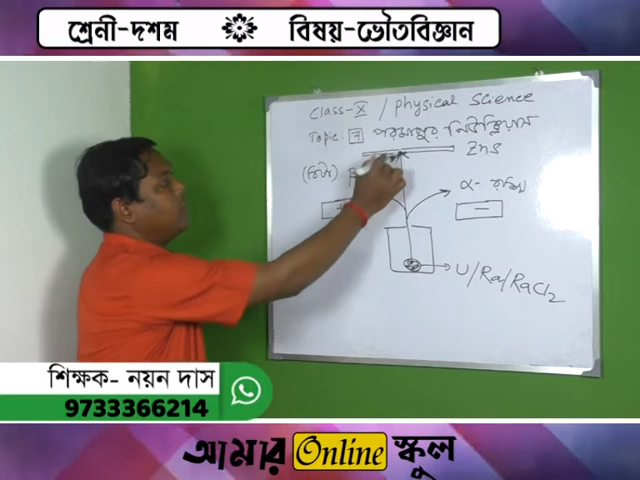 শ্রেণী-দশম বিষয়-ভৌতবিজ্ঞান
Class-X / physical science
Topic: 7 পরমাণুর নিউক্লিয়াস
ZnS
(বিটা) β
α- রশ্মি
+
−
U/Ra/RaCl2
শিক্ষক- নয়ন দাস
9733366214
আমার Online স্কুল